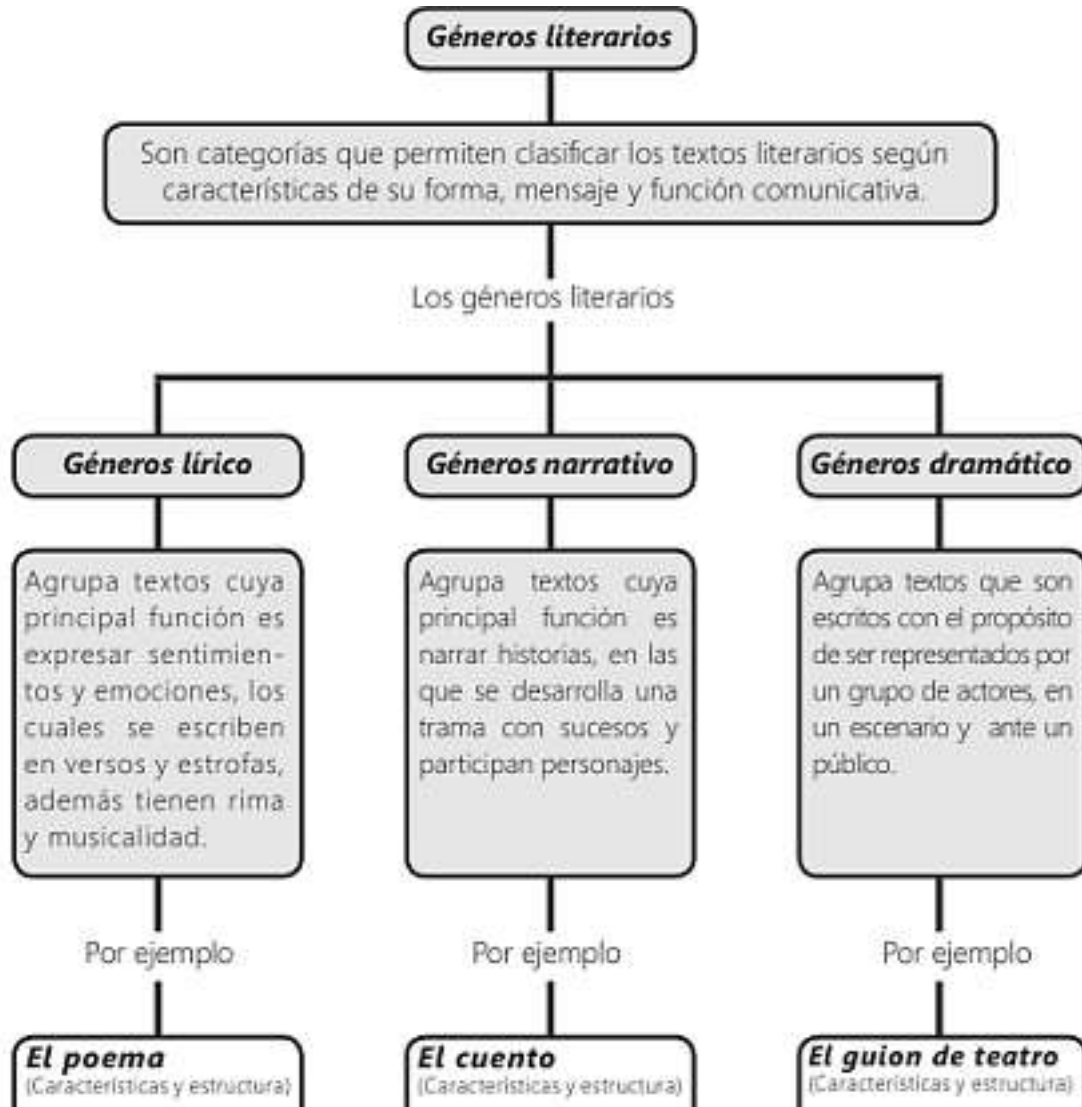 Géneros literarios
Son categorías que permiten clasificar los textos literarios según
características de su forma, mensaje y función comunicativa.
Los géneros literarios
Géneros lírico
Agrupa textos cuya
principal función es
expresar sentimien-
tos y emociones, los
cuales se escriben
en versos y estrofas,
además tienen rima
y musicalidad.
Por ejemplo
El poema
(Características y estructura)
Géneros narrativo
Agrupa textos cuya
principal función es
narrar historias, en las
que se desarrolla una
trama con sucesos y
participan personajes.
Por ejemplo
El cuento
(Características y estructura)
Géneros dramático
Agrupa textos que son
escritos con el propósito
de ser representados por
un grupo de actores, en
un escenario y ante un
público.
Por ejemplo
El guion de teatro
(Características y estructura)